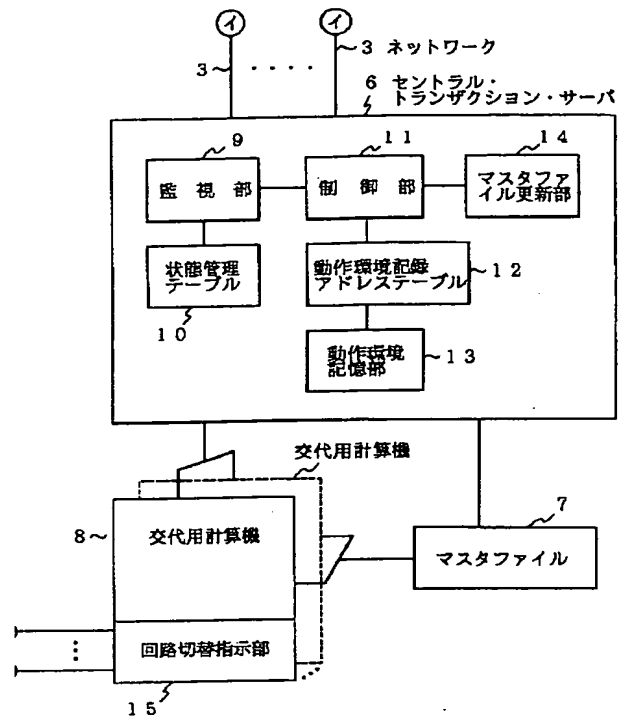 イ イ
3 ‥‥ 3 ネットワーク
6 セントラル・
トランザクション・サーバ
9 11 14
監視部 制御部 マスタファ
イル更新部
状態管理
テーブル
10
動作環境記録
アドレステーブル
12
動作環境
記憶部
13
交代用計算機
8 交代用計算機
7
マスタファイル
回路切替指示部
15